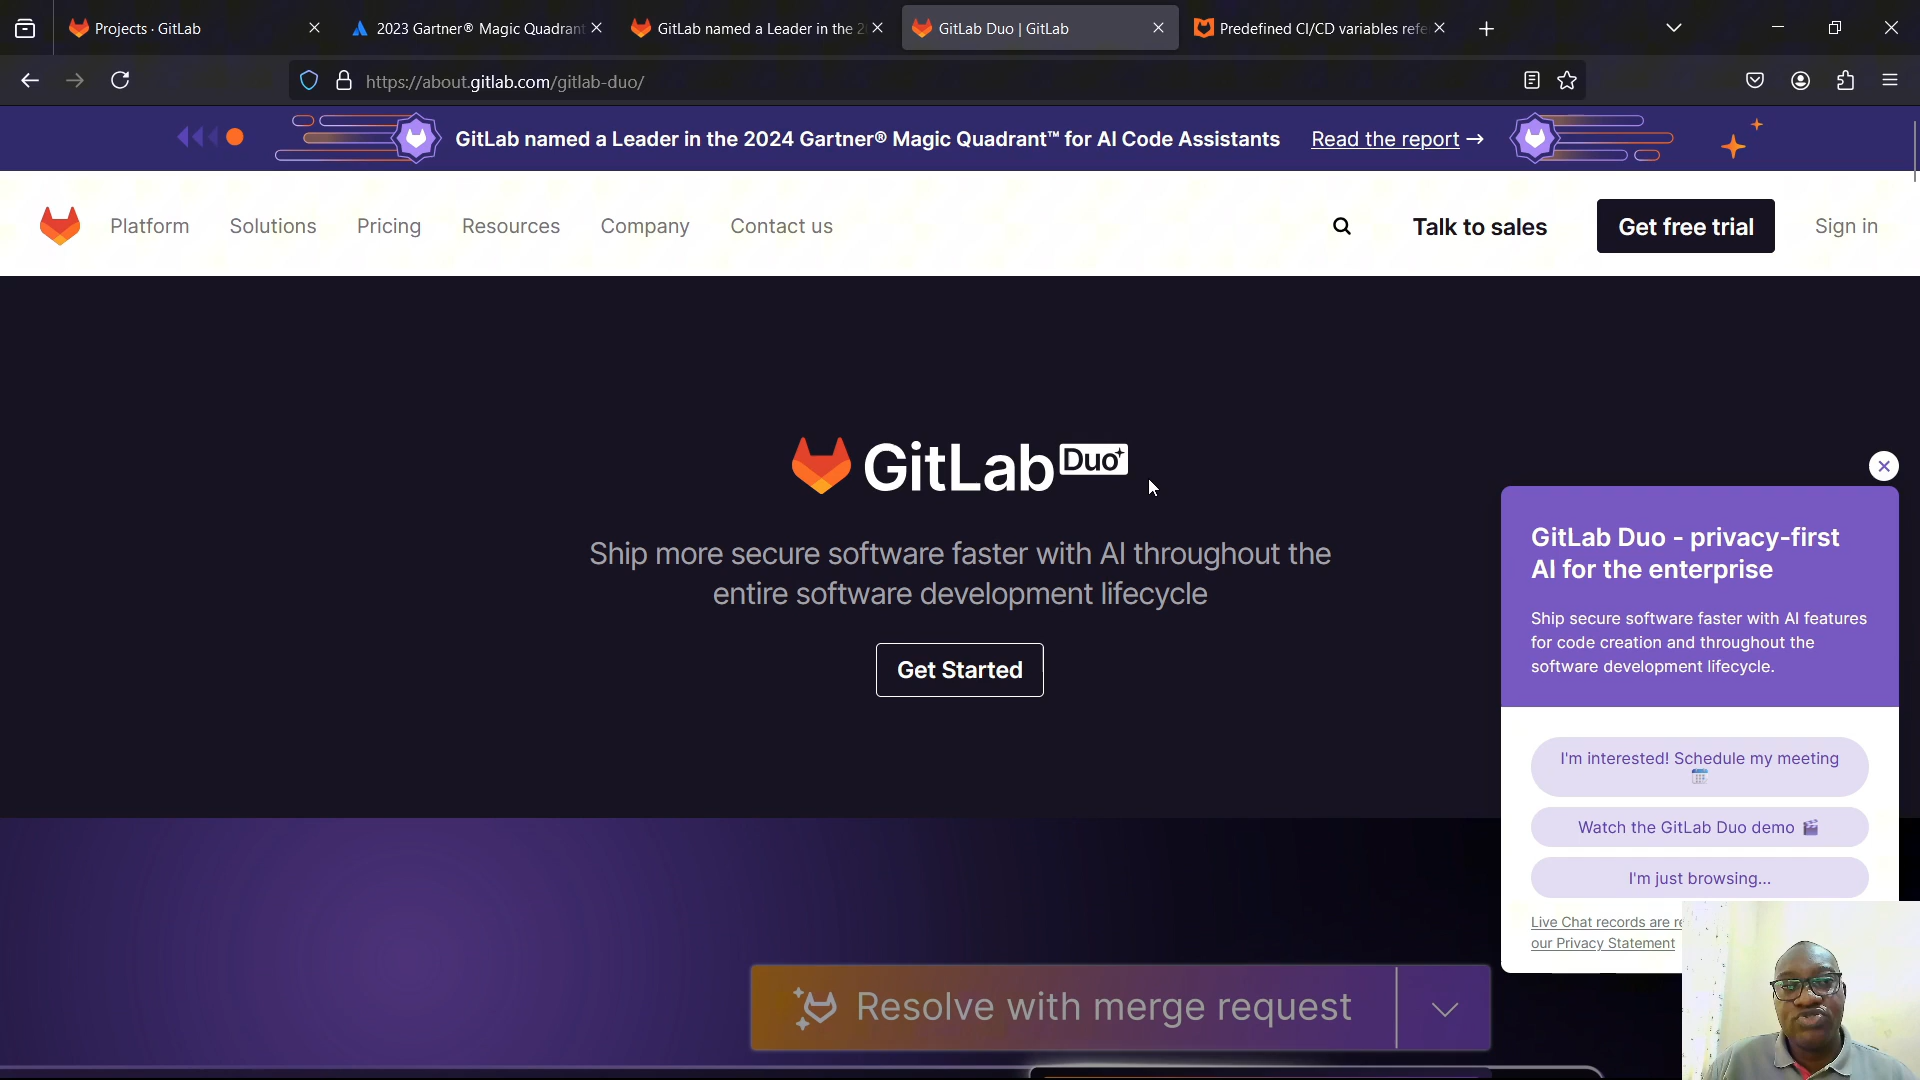 Projects · GitLab
2023 Gartner® Magic Quadrant
GitLab named a Leader in the 2
GitLab Duo | GitLab
Predefined CI/CD variables refe
https://about.gitlab.com/gitlab-duo/
GitLab named a Leader in the 2024 Gartner® Magic Quadrant™ for AI Code Assistants
Read the report →
Platform
Solutions
Pricing
Resources
Company
Contact us
Talk to sales
Get free trial
Sign in
GitLab Duo
Ship more secure software faster with AI throughout the
entire software development lifecycle
Get Started
GitLab Duo - privacy-first
AI for the enterprise
Ship secure software faster with AI features
for code creation and throughout the
software development lifecycle.
I'm interested! Schedule my meeting
Watch the GitLab Duo demo
I'm just browsing...
Live Chat records are
our Privacy Statement
Resolve with merge request